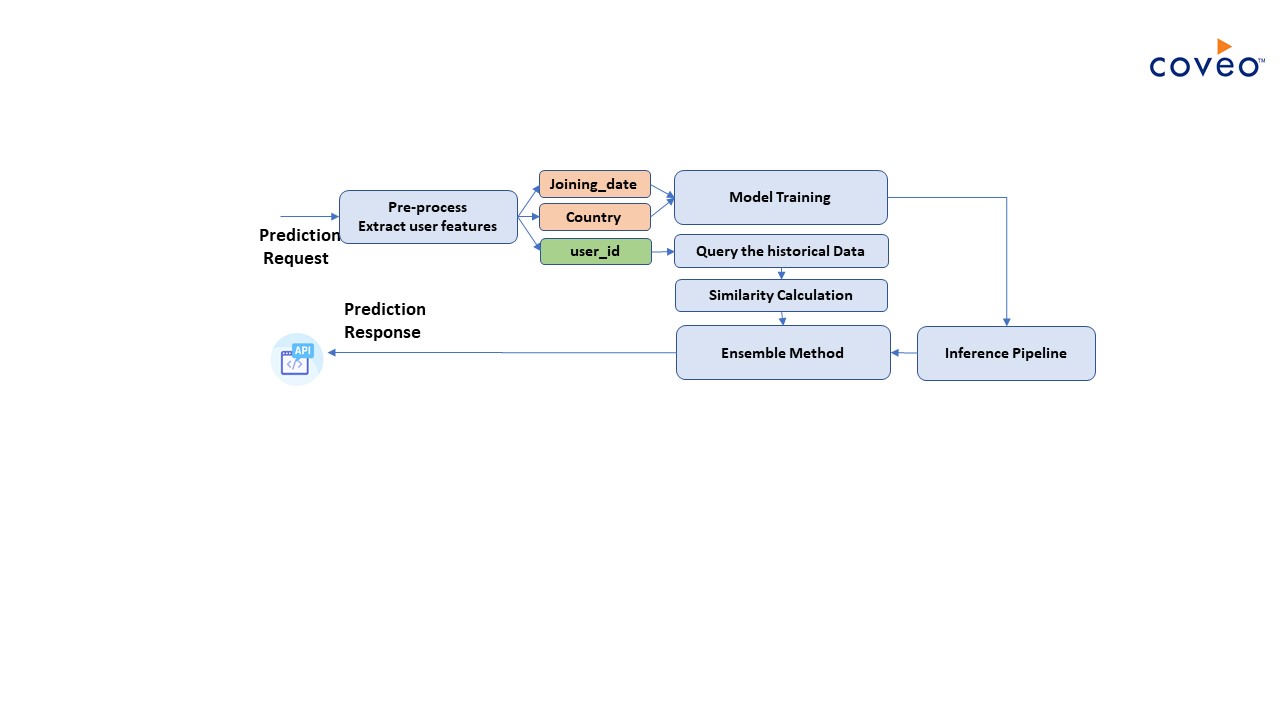 coveo™
Joining_date
Model Training
Pre-process
Extract user features
Country
Prediction
Request
user_id
Query the historical Data
Similarity Calculation
Prediction
Response
API
</>
Ensemble Method
Inference Pipeline